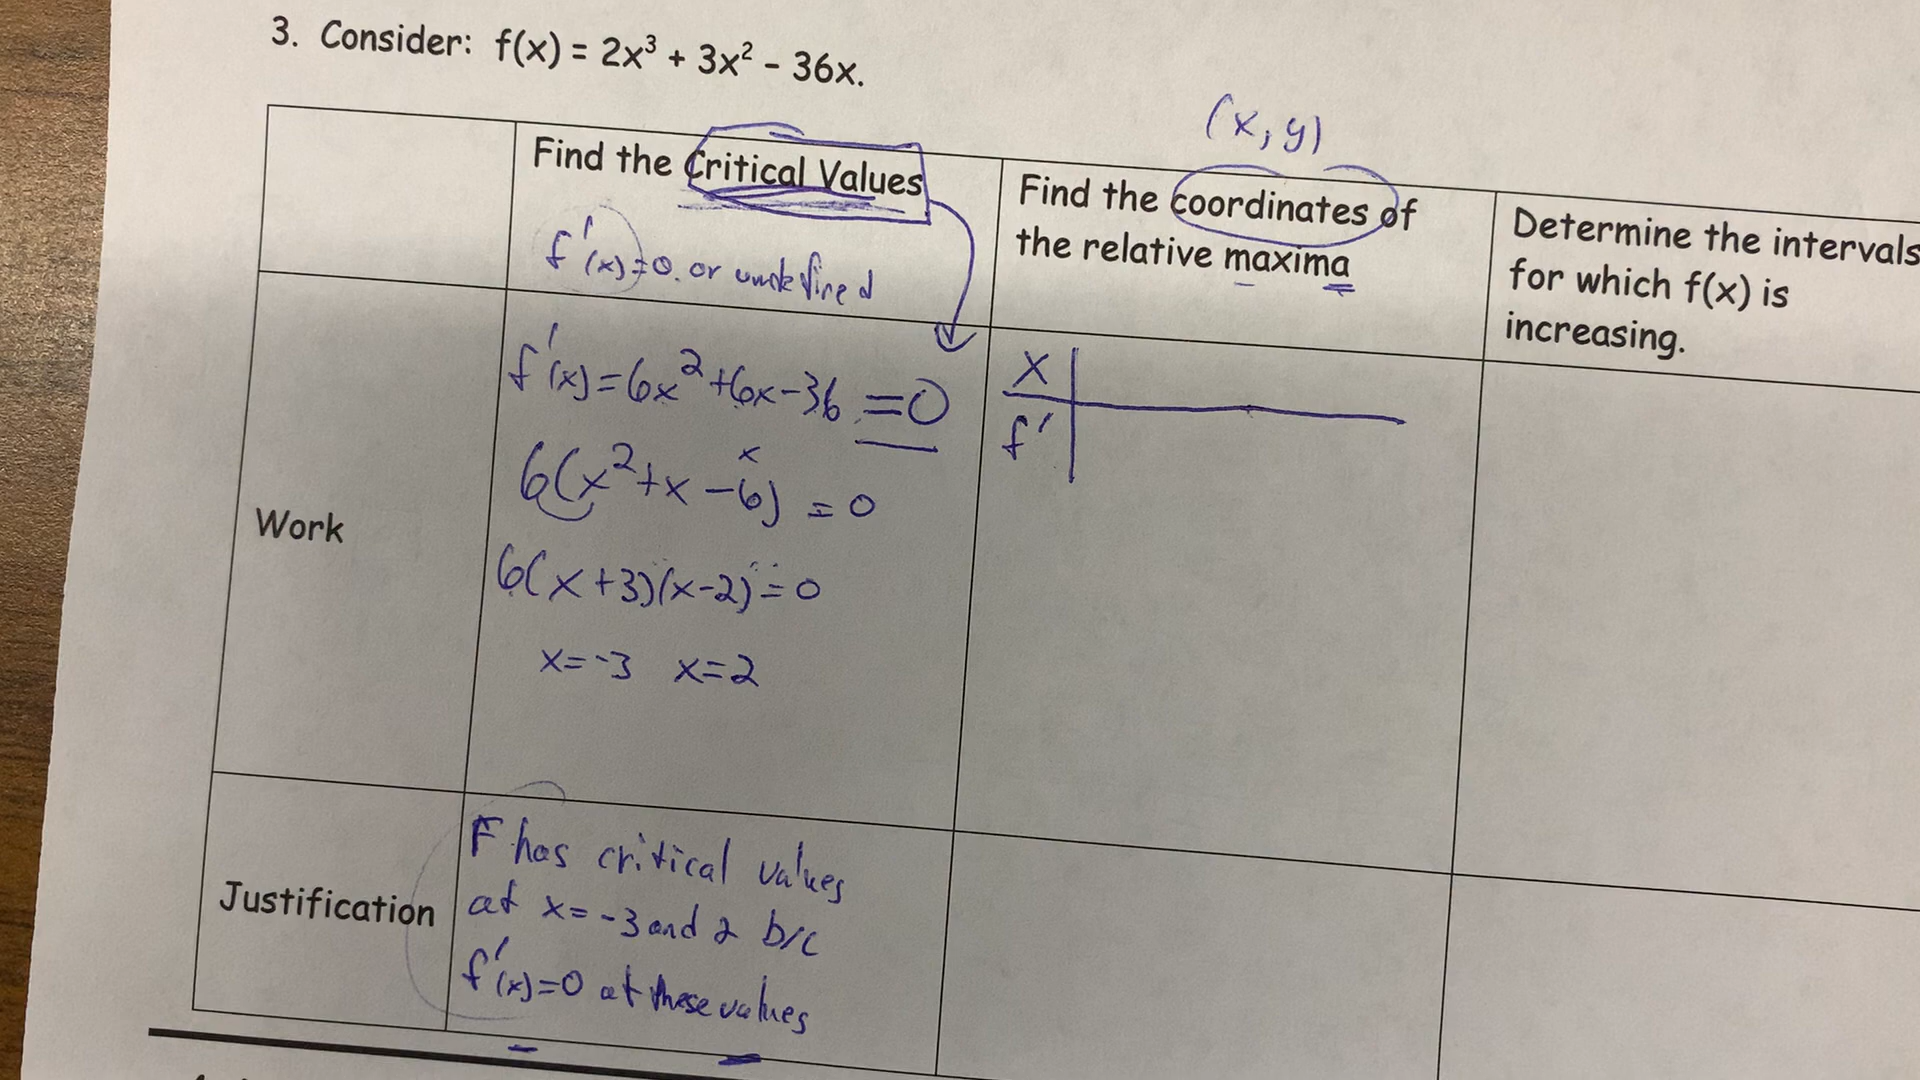 3. Consider: f(x) = 2x³ + 3x² - 36x.
(x, y)
Find the Critical Values
f'(x)=0 or undefined
Find the coordinates of
the relative maxima
Determine the intervals
for which f(x) is
increasing.
Work
f'(x)=6x²+6x-36 =0
6(x²+x-6) = 0
6(x+3)(x-2)=0
x=-3 x=2
x
f'
Justification
F has critical values
at x=-3 and 2 b/c
f'(x)=0 at these values